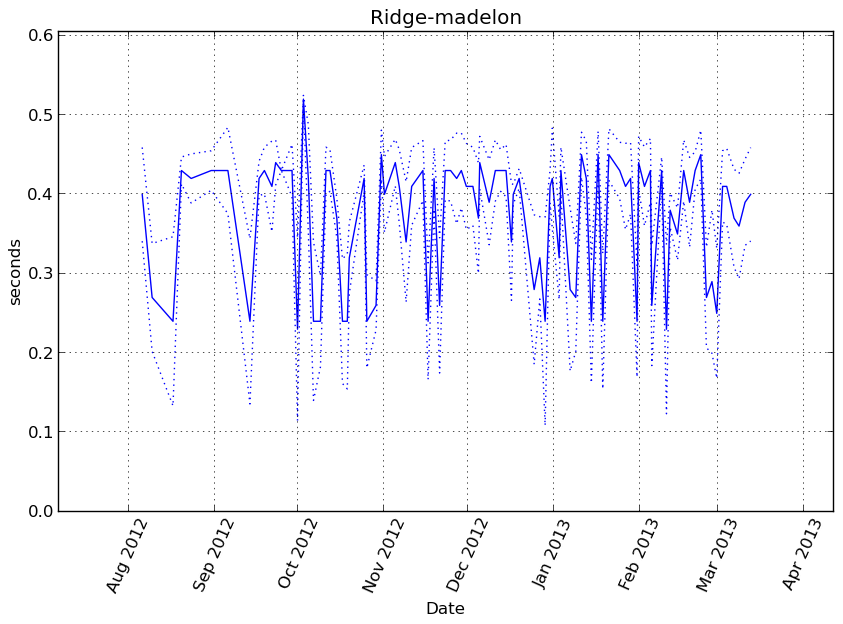 Ridge-madelon
0.6
0.5
0.4
0.3
0.2
0.1
0.0
seconds
Aug 2012
Sep 2012
Oct 2012
Nov 2012
Dec 2012
Jan 2013
Feb 2013
Mar 2013
Apr 2013
Date